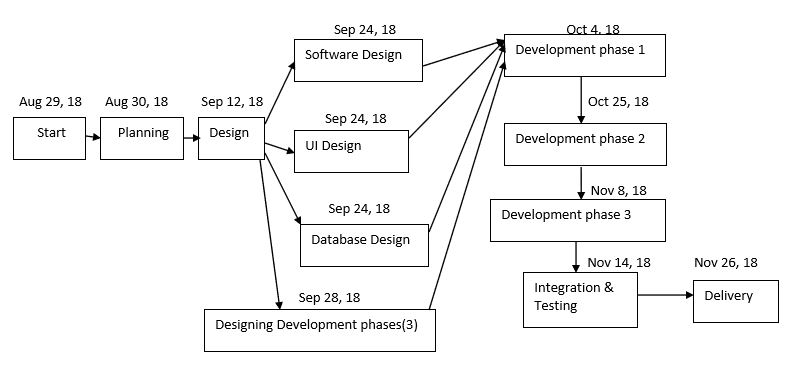 Aug 29, 18
Start
Aug 30, 18
Planning
Sep 12, 18
Design
Sep 24, 18
Software Design
Sep 24, 18
UI Design
Sep 24, 18
Database Design
Sep 28, 18
Designing Development phases(3)
Oct 4, 18
Development phase 1
Oct 25, 18
Development phase 2
Nov 8, 18
Development phase 3
Nov 14, 18
Integration &
Testing
Nov 26, 18
Delivery